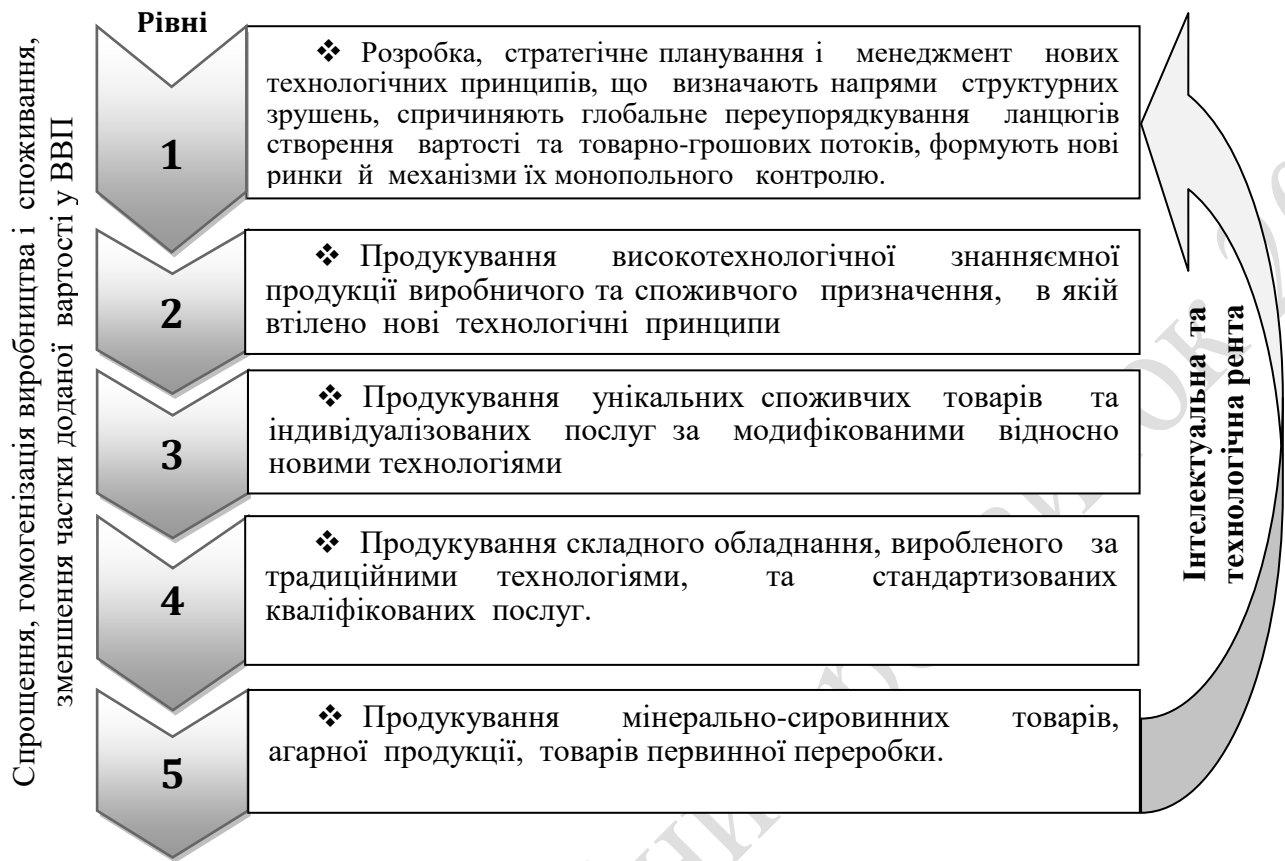 Рівні
Спрощення, гомогенізація виробництва і споживання,
зменшення частки доданої вартості у ВВП
1
❖ Розробка, стратегічне планування і менеджмент нових
технологічних принципів, що визначають напрями структурних
зрушень, спричиняють глобальне переупорядкування ланцюгів
створення вартості та товарно-грошових потоків, формують нові
ринки й механізми їх монопольного контролю.
2
❖ Продукування високотехнологічної знанняємної
продукції виробничого та споживчого призначення, в якій
втілено нові технологічні принципи
3
❖ Продукування унікальних споживчих товарів та
індивідуалізованих послуг за модифікованими відносно
новими технологіями
4
❖ Продукування складного обладнання, виробленого за
традиційними технологіями, та стандартизованих
кваліфікованих послуг.
5
❖ Продукування мінерально-сировинних товарів,
агарної продукції, товарів первинної переробки.
Інтелектуальна та
технологічна рента